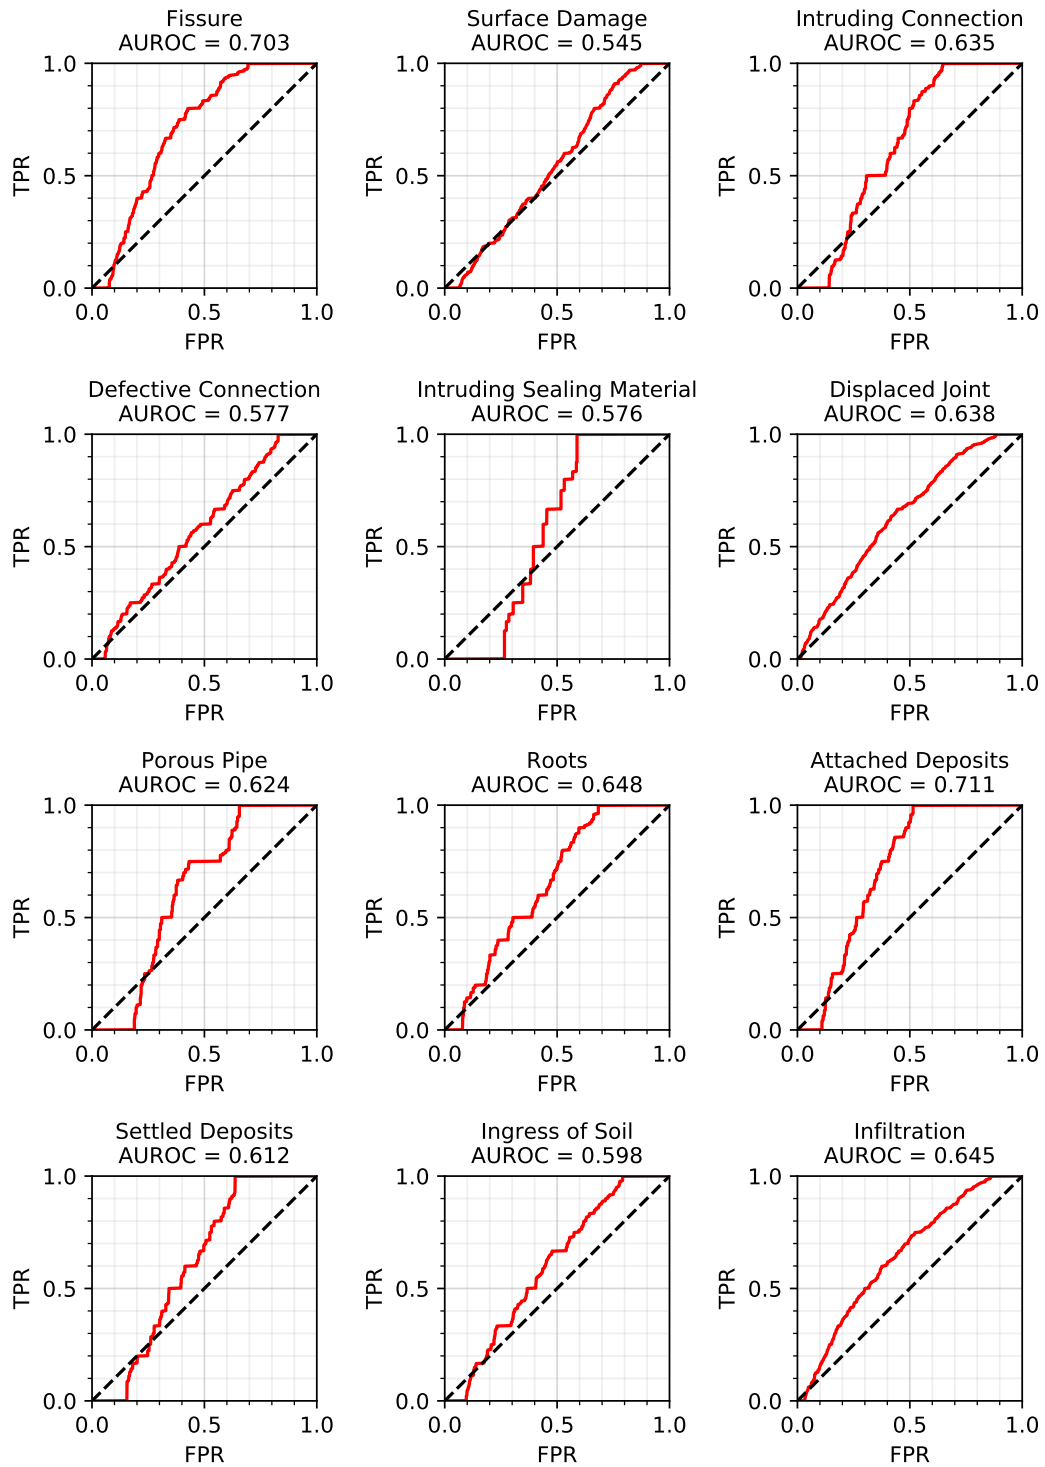 Fissure
AUROC = 0.703
1.0
0.5
0.0
TPR
0.0 0.5 1.0
FPR
Surface Damage
AUROC = 0.545
1.0
0.5
0.0
TPR
0.0 0.5 1.0
FPR
Intruding Connection
AUROC = 0.635
1.0
0.5
0.0
TPR
0.0 0.5 1.0
FPR
Defective Connection
AUROC = 0.577
1.0
0.5
0.0
TPR
0.0 0.5 1.0
FPR
Intruding Sealing Material
AUROC = 0.576
1.0
0.5
0.0
TPR
0.0 0.5 1.0
FPR
Displaced Joint
AUROC = 0.638
1.0
0.5
0.0
TPR
0.0 0.5 1.0
FPR
Porous Pipe
AUROC = 0.624
1.0
0.5
0.0
TPR
0.0 0.5 1.0
FPR
Roots
AUROC = 0.648
1.0
0.5
0.0
TPR
0.0 0.5 1.0
FPR
Attached Deposits
AUROC = 0.711
1.0
0.5
0.0
TPR
0.0 0.5 1.0
FPR
Settled Deposits
AUROC = 0.612
1.0
0.5
0.0
TPR
0.0 0.5 1.0
FPR
Ingress of Soil
AUROC = 0.598
1.0
0.5
0.0
TPR
0.0 0.5 1.0
FPR
Infiltration
AUROC = 0.645
1.0
0.5
0.0
TPR
0.0 0.5 1.0
FPR